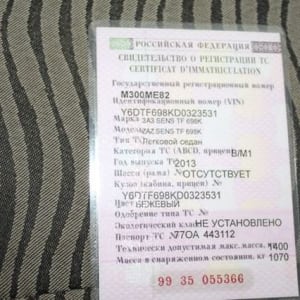 РОССИЙСКАЯ ФЕДЕРАЦИЯ
СВИДЕТЕЛЬСТВО О РЕГИСТРАЦИИ ТС
CERTIFICAT D'IMMATRICULATION
Государственный регистрационный номер
М300МЕ82
Идентификационный номер (VIN)
Y6DTF698KD0323531
Марка ЗАЗ SENS TF 698K
Модель ZAZ SENS TF 698K
Тип ТС Легковой седан
Категория ТС (ABCD, прицеп) B/M1
Год выпуска ТС 2013
Шасси (рама) № ОТСУТСТВУЕТ
Кузов (кабина, прицеп) №
Y6DTF698KD0323531
Цвет БЕЖЕВЫЙ
Одобрение типа ТС №
Экологический класс НЕ УСТАНОВЛЕНО
Паспорт ТС 77ОА 443112
Технически допустимая макс. масса, кг 1400
Масса в снаряженном состоянии, кг 1070
99 35 055366